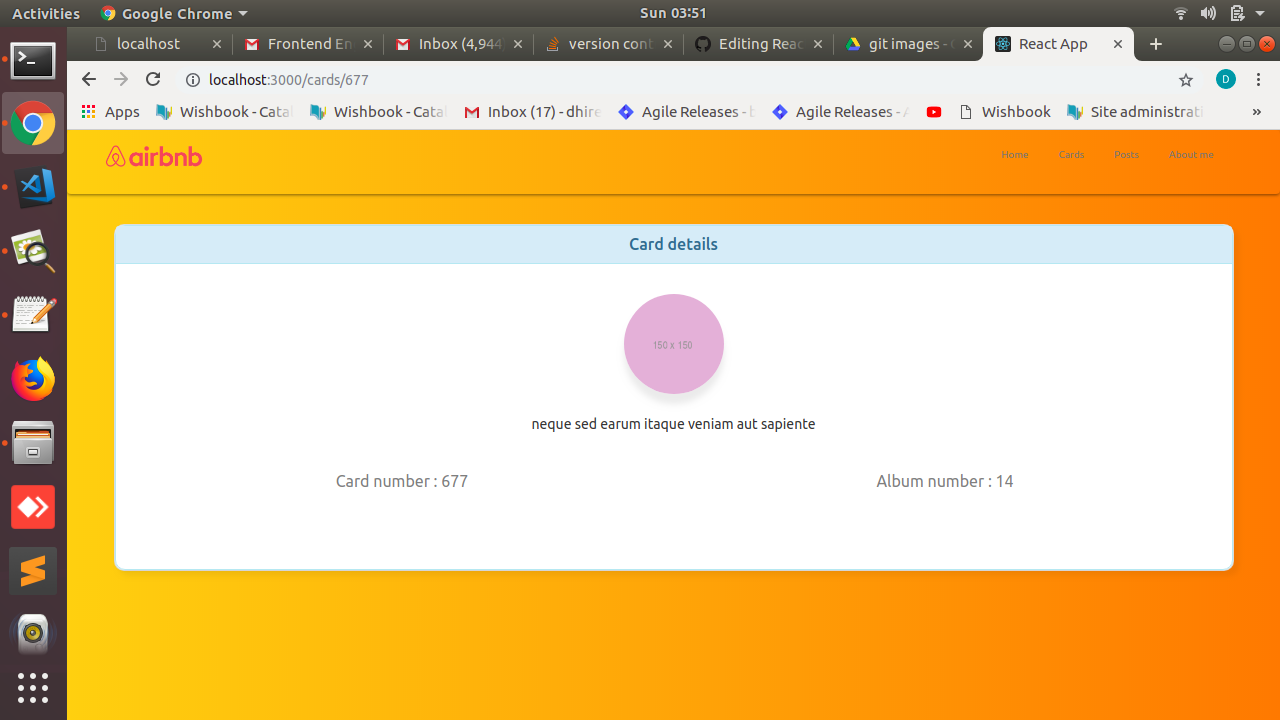 Activities Google Chrome Sun 03:51
localhost Frontend En Inbox (4,944 version cont Editing Reac git images - React App
localhost:3000/cards/677 D
Apps Wishbook - Cata Wishbook - Catal Inbox (17) - dhire Agile Releases - b Agile Releases - A Wishbook Site administrati »
airbnb Home Cards Posts About me
Card details
150 x 150
neque sed earum itaque veniam aut sapiente
Card number : 677 Album number : 14